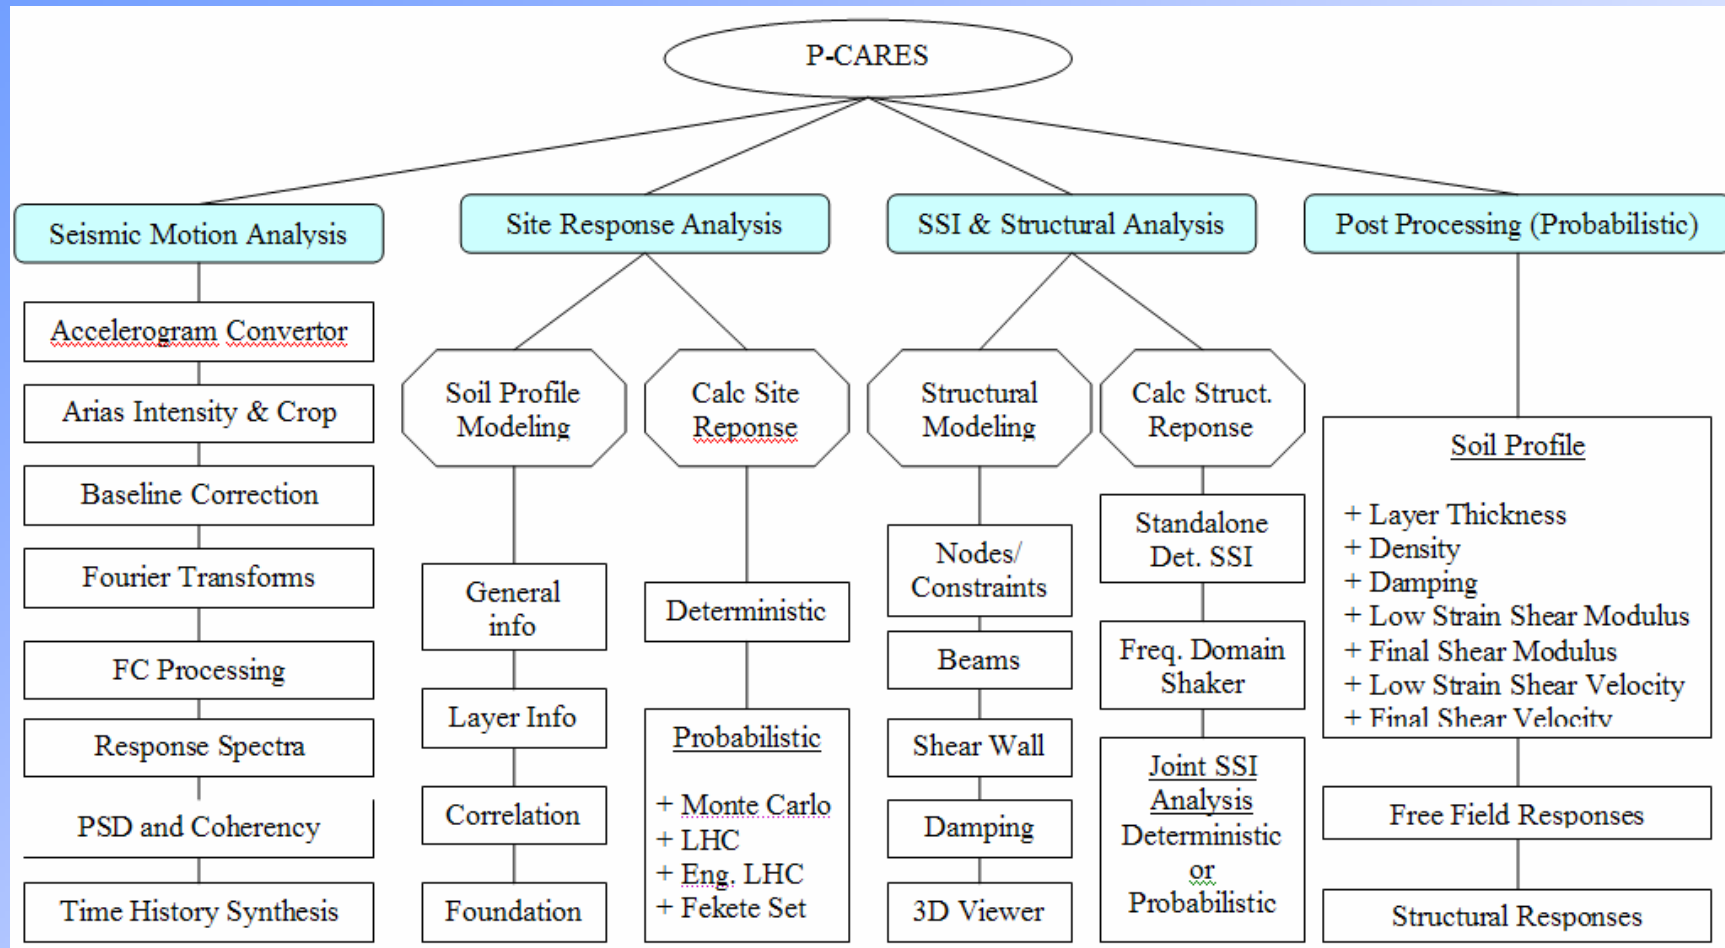 P-CARES
Seismic Motion Analysis
Accelerogram Convertor
Arias Intensity & Crop
Baseline Correction
Fourier Transforms
FC Processing
Response Spectra
PSD and Coherency
Time History Synthesis
Site Response Analysis
Soil Profile
Modeling
General
info
Layer Info
Correlation
Foundation
Calc Site
Reponse
Deterministic
Probabilistic
+ Monte Carlo
+ LHC
+ Eng. LHC
+ Fekete Set
SSI & Structural Analysis
Structural
Modeling
Nodes/
Constraints
Beams
Shear Wall
Damping
3D Viewer
Calc Struct.
Reponse
Standalone
Det. SSI
Freq. Domain
Shaker
Joint SSI
Analysis
Deterministic
or
Probabilistic
Post Processing (Probabilistic)
Soil Profile
+ Layer Thickness
+ Density
+ Damping
+ Low Strain Shear Modulus
+ Final Shear Modulus
+ Low Strain Shear Velocity
+ Final Shear Velocity
Free Field Responses
Structural Responses